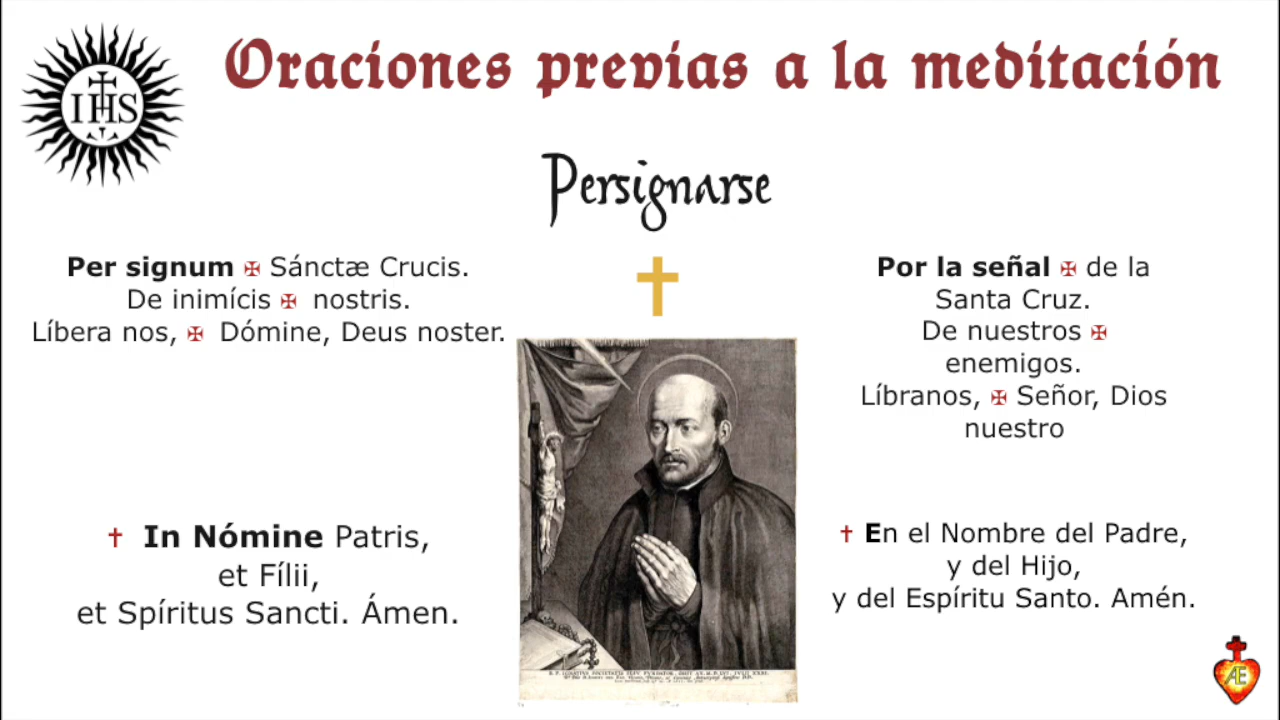 IHS
Oraciones previas a la meditación
Persignarse
Per signum ✠ Sánctæ Crucis.
De inimícis ✠ nostris.
Líbera nos, ✠ Dómine, Deus noster.
Por la señal ✠ de la
Santa Cruz.
De nuestros ✠
enemigos.
Líbranos, ✠ Señor, Dios
nuestro
✝ In Nómine Patris,
et Fílii,
et Spíritus Sancti. Ámen.
✝ En el Nombre del Padre,
y del Hijo,
y del Espíritu Santo. Amén.
Æ